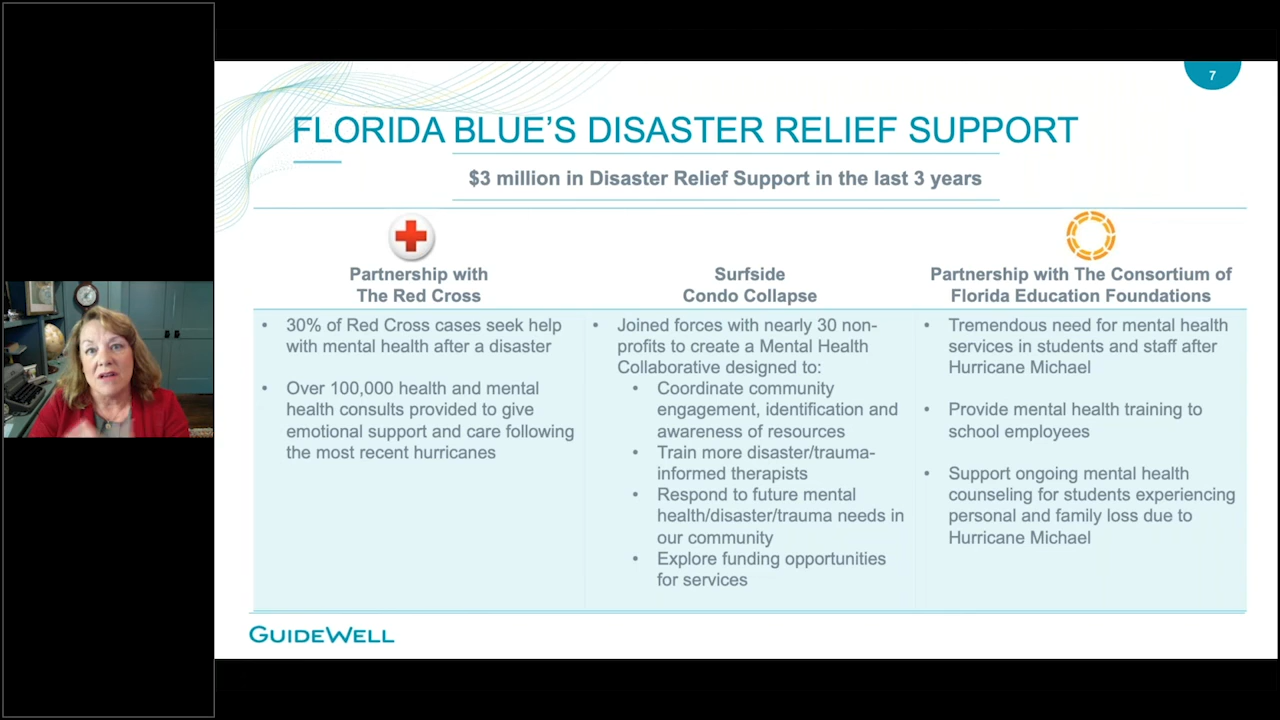 7
FLORIDA BLUE'S DISASTER RELIEF SUPPORT
$3 million in Disaster Relief Support in the last 3 years
Partnership with
The Red Cross
• 30% of Red Cross cases seek help
with mental health after a disaster
• Over 100,000 health and mental
health consults provided to give
emotional support and care following
the most recent hurricanes
Surfside
Condo Collapse
• Joined forces with nearly 30 non-
profits to create a Mental Health
Collaborative designed to:
• Coordinate community
engagement, identification and
awareness of resources
• Train more disaster/trauma-
informed therapists
• Respond to future mental
health/disaster/trauma needs in
our community
• Explore funding opportunities
for services
Partnership with The Consortium of
Florida Education Foundations
• Tremendous need for mental health
services in students and staff after
Hurricane Michael
• Provide mental health training to
school employees
• Support ongoing mental health
counseling for students experiencing
personal and family loss due to
Hurricane Michael
GUIDEWELL